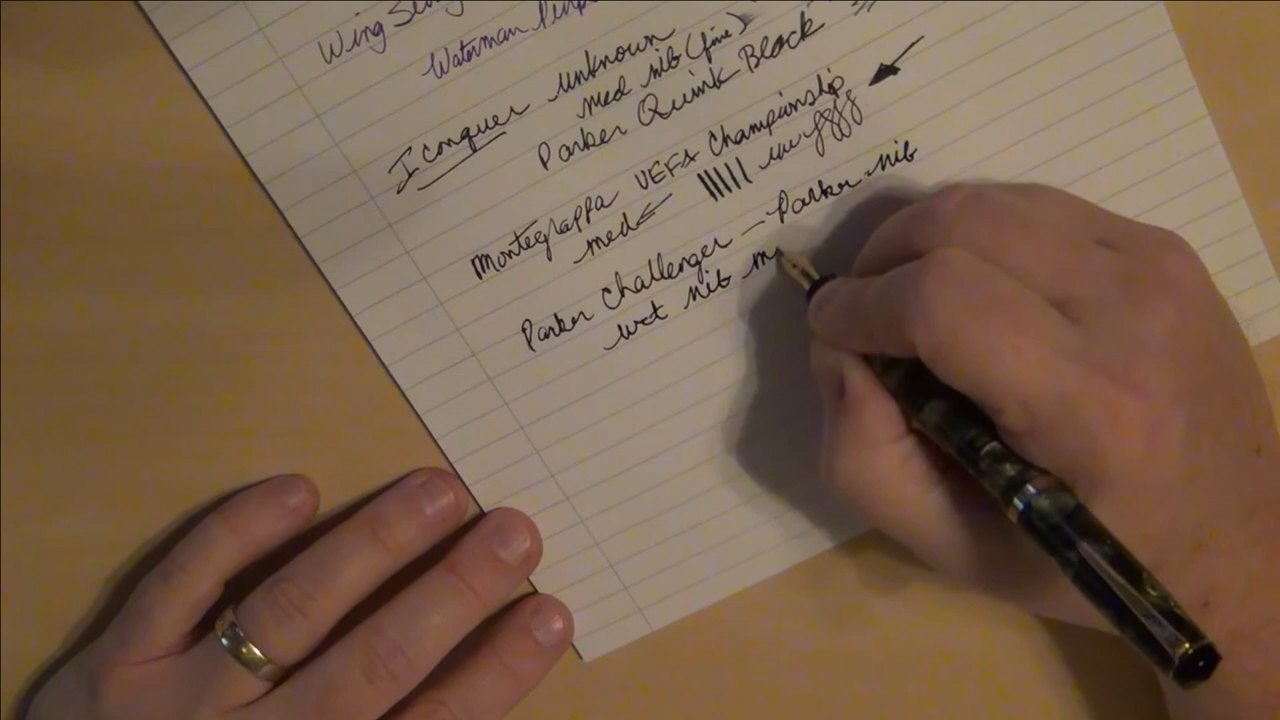 Wing Sung
Waterman Purple
I conquer unknown
med nib (fine)
Parker Quink Black
Montegrappa UEFA Championship
med
Parker Challenger - Parker nib
wet nib m